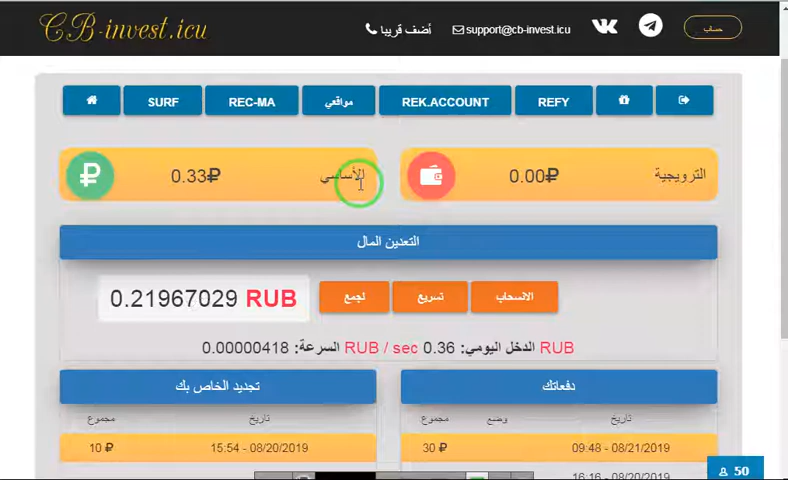 CB-invest.icu
أضف قريبا
support@cb-invest.icu
حساب
SURF
REC-MA
مواقعي
REK.ACCOUNT
REFY
0.33₽ الأساسي
0.00₽ الترويجية
التعدين المال
0.21967029 RUB
تجمع
تسريع
الانسحاب
0.00000418 :السرعة RUB / sec 0.36 :الدخل اليومي RUB
تجديد الخاص بك
دفعاتك
مجموع
تاريخ
مجموع
وضع
تاريخ
10 ₽
15:54 - 08/20/2019
30 ₽
09:48 - 08/21/2019
16:16 - 08/20/2019
50